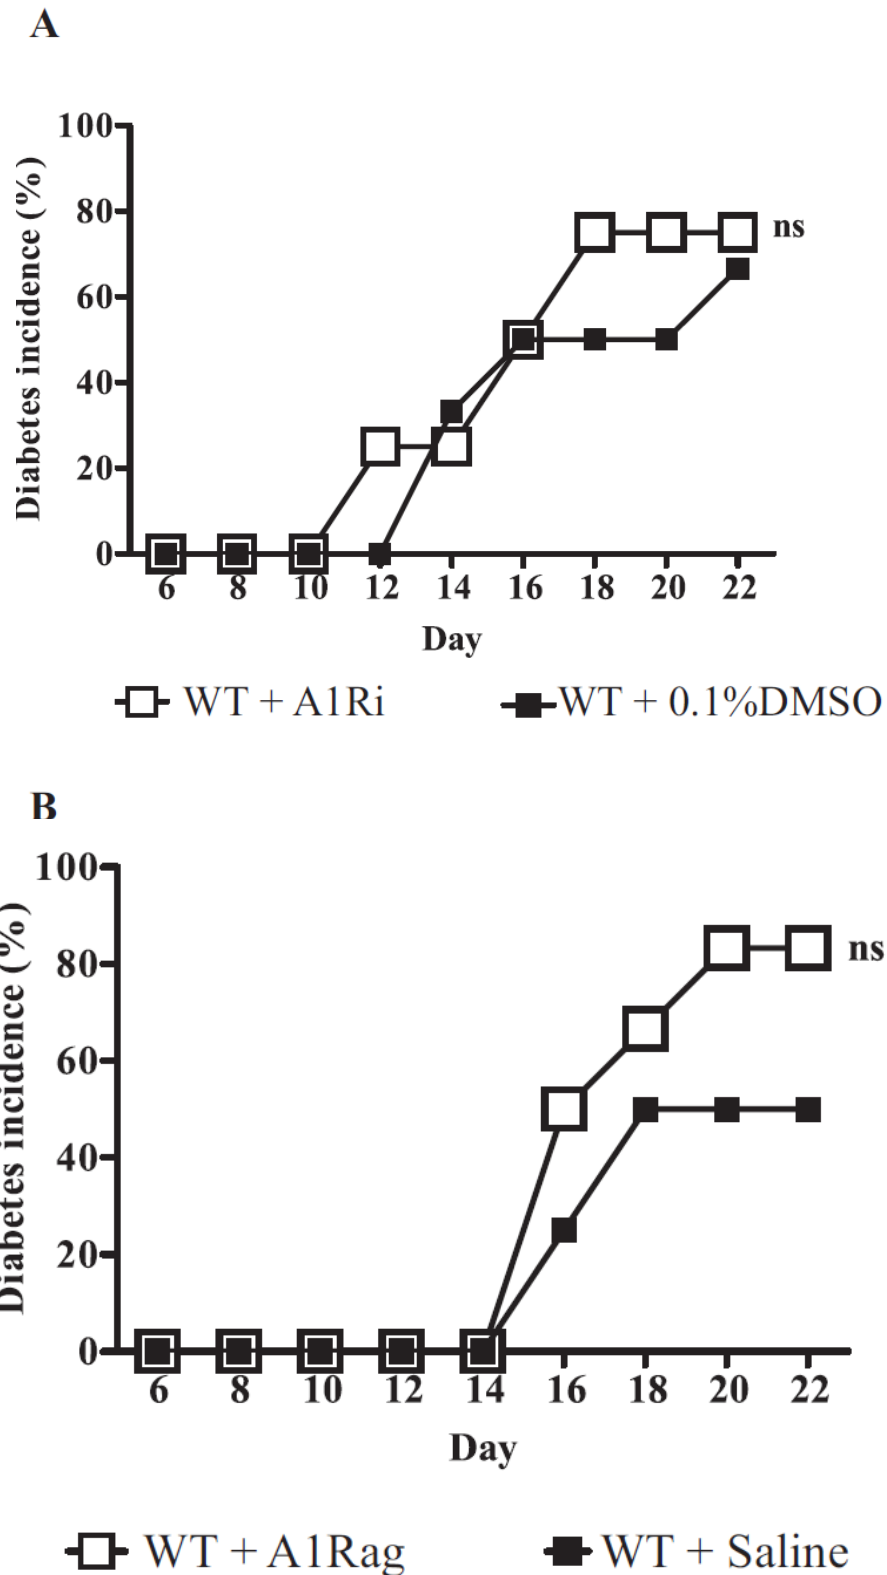 A
100
80
60
40
20
0
Diabetes incidence (%)
ns
6 8 10 12 14 16 18 20 22
Day
WT + A1Ri WT + 0.1%DMSO
B
100
80
60
40
20
0
Diabetes incidence (%)
ns
6 8 10 12 14 16 18 20 22
Day
WT + A1Rag WT + Saline